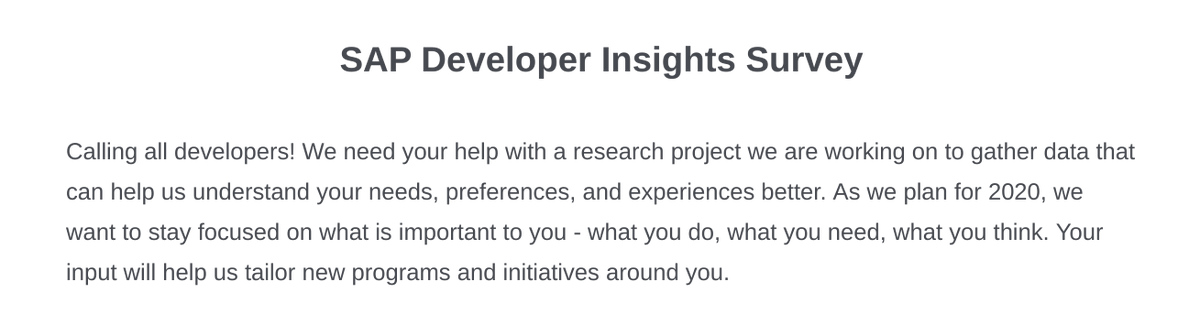 SAP Developer Insights Survey
Calling all developers! We need your help with a research project we are working on to gather data that
can help us understand your needs, preferences, and experiences better. As we plan for 2020, we
want to stay focused on what is important to you - what you do, what you need, what you think. Your
input will help us tailor new programs and initiatives around you.